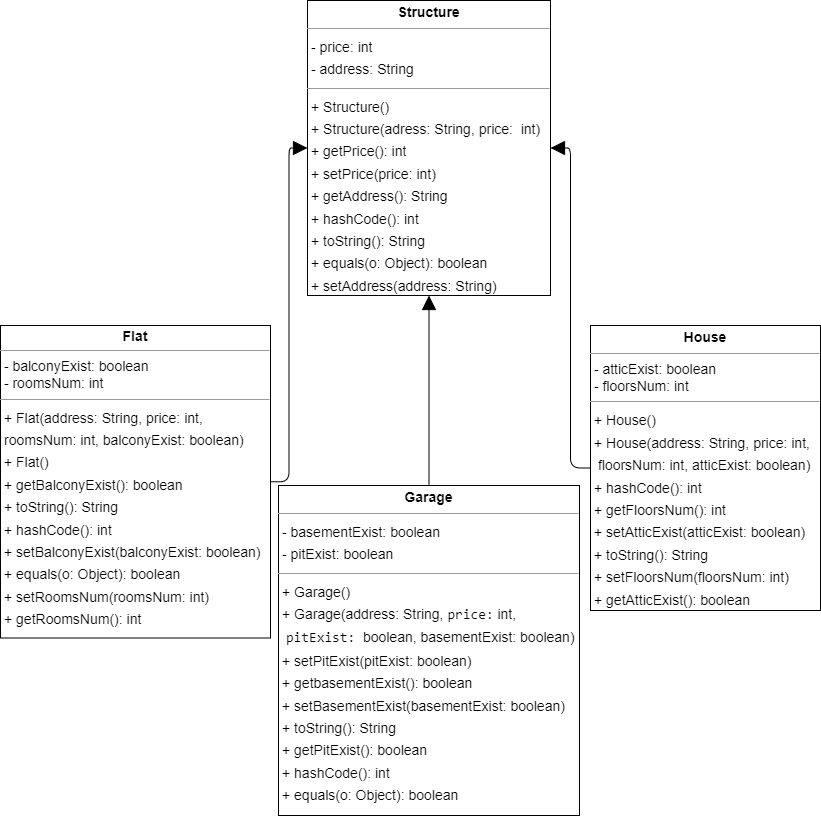 Structure
- price: int
- address: String
+ Structure()
+ Structure(adress: String, price:  int)
+ getPrice(): int
+ setPrice(price: int)
+ getAddress(): String
+ hashCode(): int
+ toString(): String
+ equals(o: Object): boolean
+ setAddress(address: String)
Flat
- balconyExist: boolean
- roomsNum: int
+ Flat(address: String, price: int,
roomsNum: int, balconyExist: boolean)
+ Flat()
+ getBalconyExist(): boolean
+ toString(): String
+ hashCode(): int
+ setBalconyExist(balconyExist: boolean)
+ equals(o: Object): boolean
+ setRoomsNum(roomsNum: int)
+ getRoomsNum(): int
Garage
- basementExist: boolean
- pitExist: boolean
+ Garage()
+ Garage(address: String, price: int,
pitExist: boolean, basementExist: boolean)
+ setPitExist(pitExist: boolean)
+ getbasementExist(): boolean
+ setBasementExist(basementExist: boolean)
+ toString(): String
+ getPitExist(): boolean
+ hashCode(): int
+ equals(o: Object): boolean
House
- atticExist: boolean
- floorsNum: int
+ House()
+ House(address: String, price: int,
floorsNum: int, atticExist: boolean)
+ hashCode(): int
+ getFloorsNum(): int
+ setAtticExist(atticExist: boolean)
+ toString(): String
+ setFloorsNum(floorsNum: int)
+ getAtticExist(): boolean